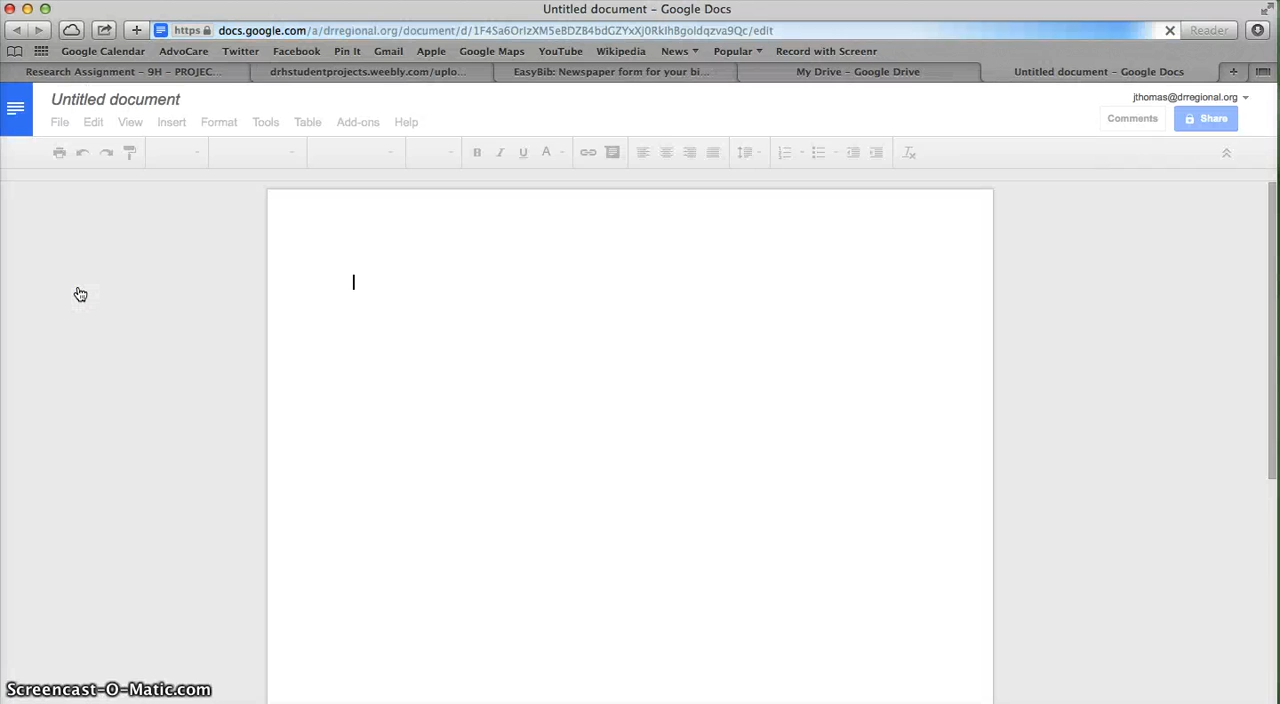 Untitled document – Google Docs
https docs.google.com/a/drregional.org/document/d/1F4Sa6OrIzXM5eBDZB4bdGZYxXj0RkIhBgoldqzva9Qc/edit Reader
Google Calendar AdvoCare Twitter Facebook Pin It Gmail Apple Google Maps YouTube Wikipedia News Popular Record with Screenr
Research Assignment – 9H – PROJEC... drhstudentprojects.weebly.com/uplo... EasyBib: Newspaper form for your bi... My Drive – Google Drive Untitled document – Google Docs
Untitled document jthomas@drregional.org
File Edit View Insert Format Tools Table Add-ons Help Comments Share
B I U A
Screencast-O-Matic.com